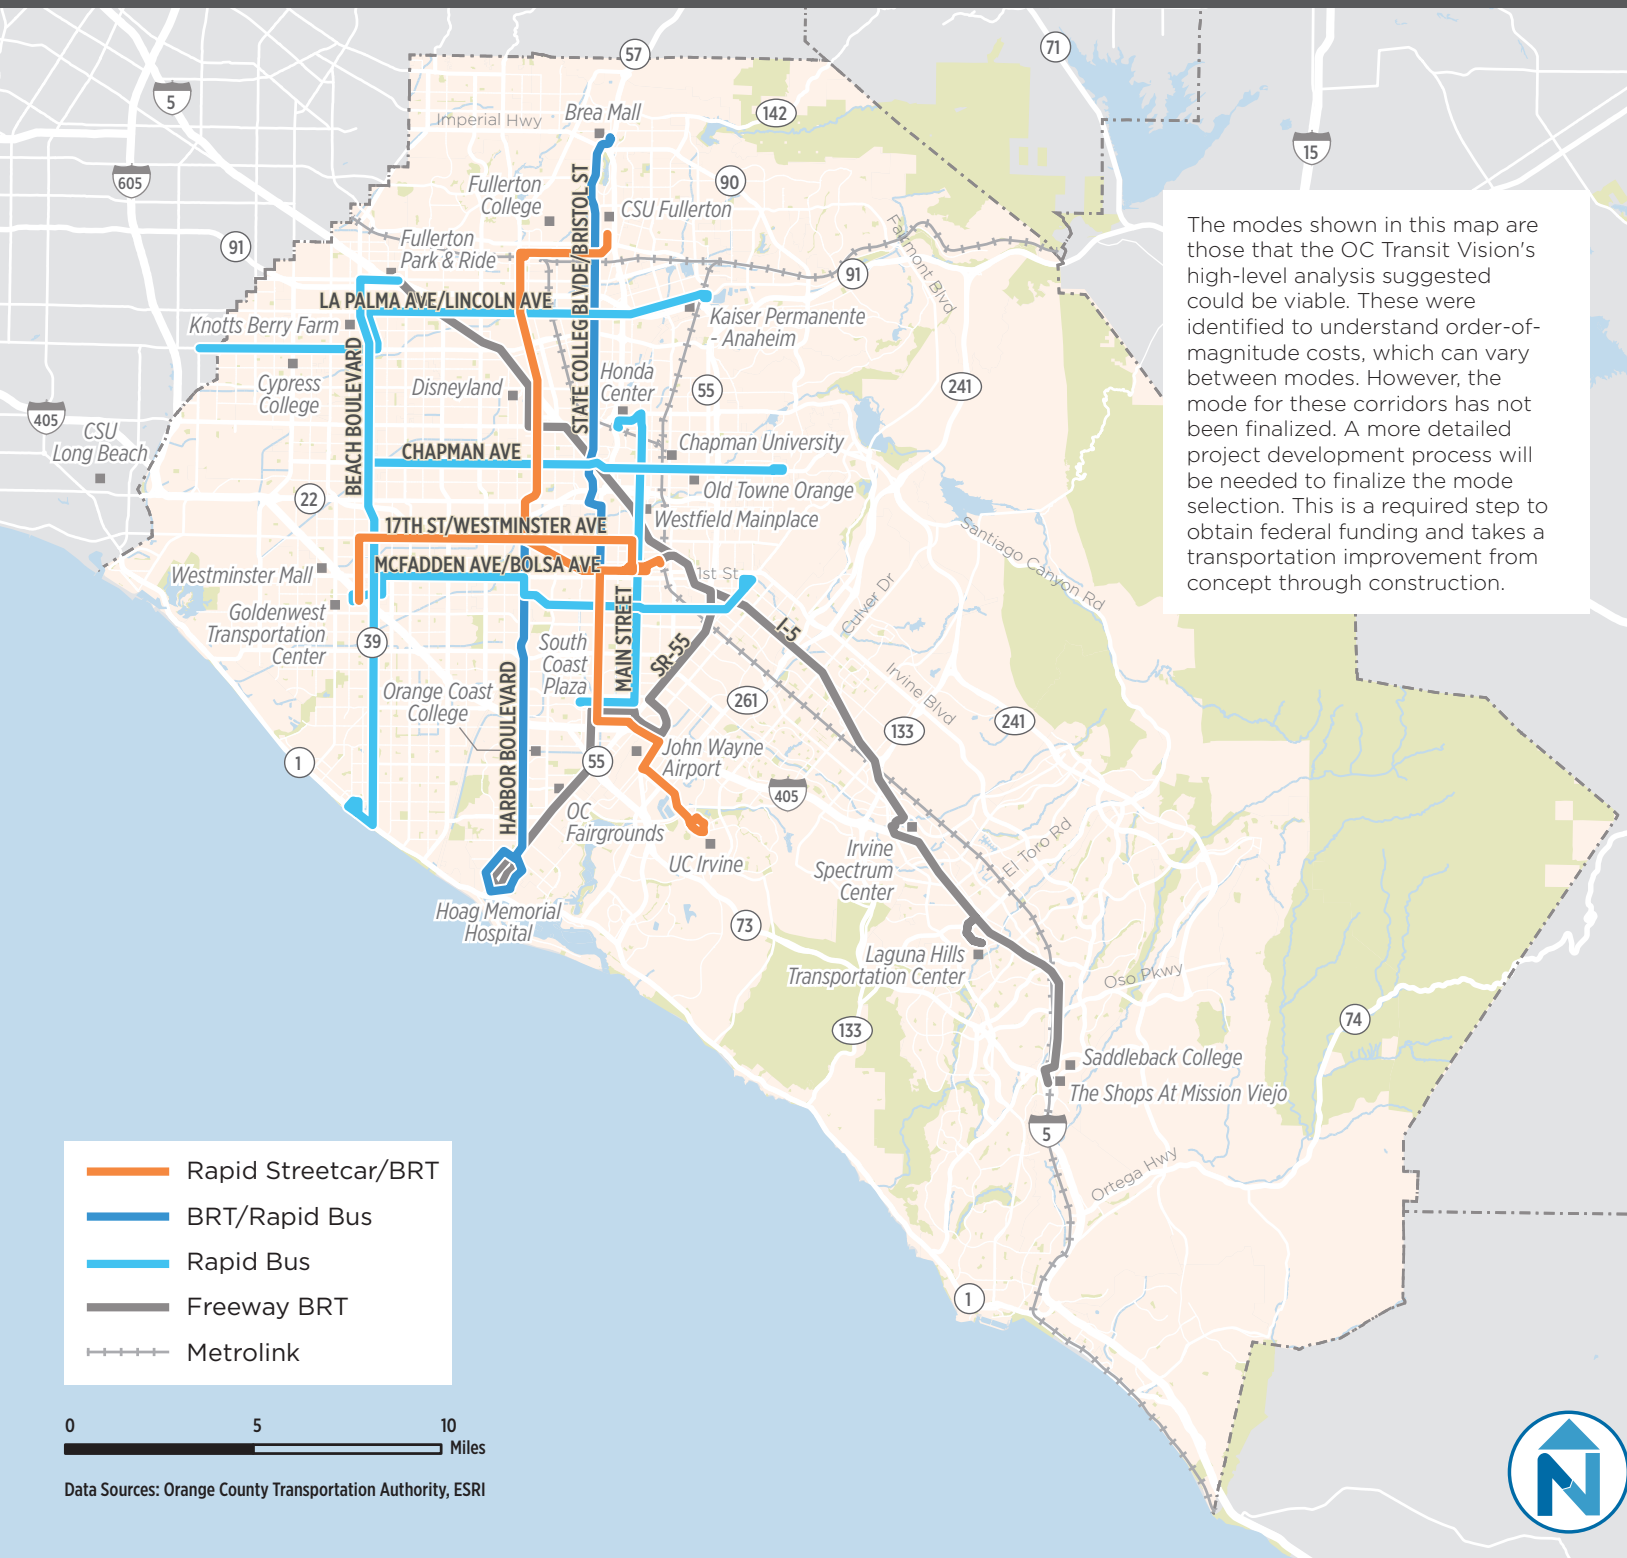 57
71
5
Brea Mall
142
Imperial Hwy
15
605
90
Fullerton
College
CSU Fullerton
STATE COLLEG BLVDE/BRISTOL ST
Fairmont Blvd
91
Fullerton
Park & Ride
91
LA PALMA AVE/LINCOLN AVE
Knotts Berry Farm
Kaiser Permanente
- Anaheim
BEACH BOULEVARD
Cypress
College
Disneyland
Honda
Center
55
241
405
CSU
Long Beach
CHAPMAN AVE
Chapman University
22
Old Towne Orange
17TH ST/WESTMINSTER AVE
Westfield Mainplace
Santiago Canyon Rd
MCFADDEN AVE/BOLSA AVE
Westminster Mall
1st St
Goldenwest
Transportation
Center
Culver Dr
MAIN STREET
I-5
39
South
Coast
Plaza
SR-55
Orange Coast
College
HARBOR BOULEVARD
261
Irvine Blvd
133
241
1
55
John Wayne
Airport
405
OC
Fairgrounds
UC Irvine
Irvine
Spectrum
Center
El Toro Rd
Hoag Memorial
Hospital
73
Laguna Hills
Transportation Center
Oso Pkwy
133
74
Saddleback College
The Shops At Mission Viejo
5
Ortega Hwy
1
The modes shown in this map are
those that the OC Transit Vision's
high-level analysis suggested
could be viable. These were
identified to understand order-of-
magnitude costs, which can vary
between modes. However, the
mode for these corridors has not
been finalized. A more detailed
project development process will
be needed to finalize the mode
selection. This is a required step to
obtain federal funding and takes a
transportation improvement from
concept through construction.
Rapid Streetcar/BRT
BRT/Rapid Bus
Rapid Bus
Freeway BRT
Metrolink
0 5 10
Miles
Data Sources: Orange County Transportation Authority, ESRI
N